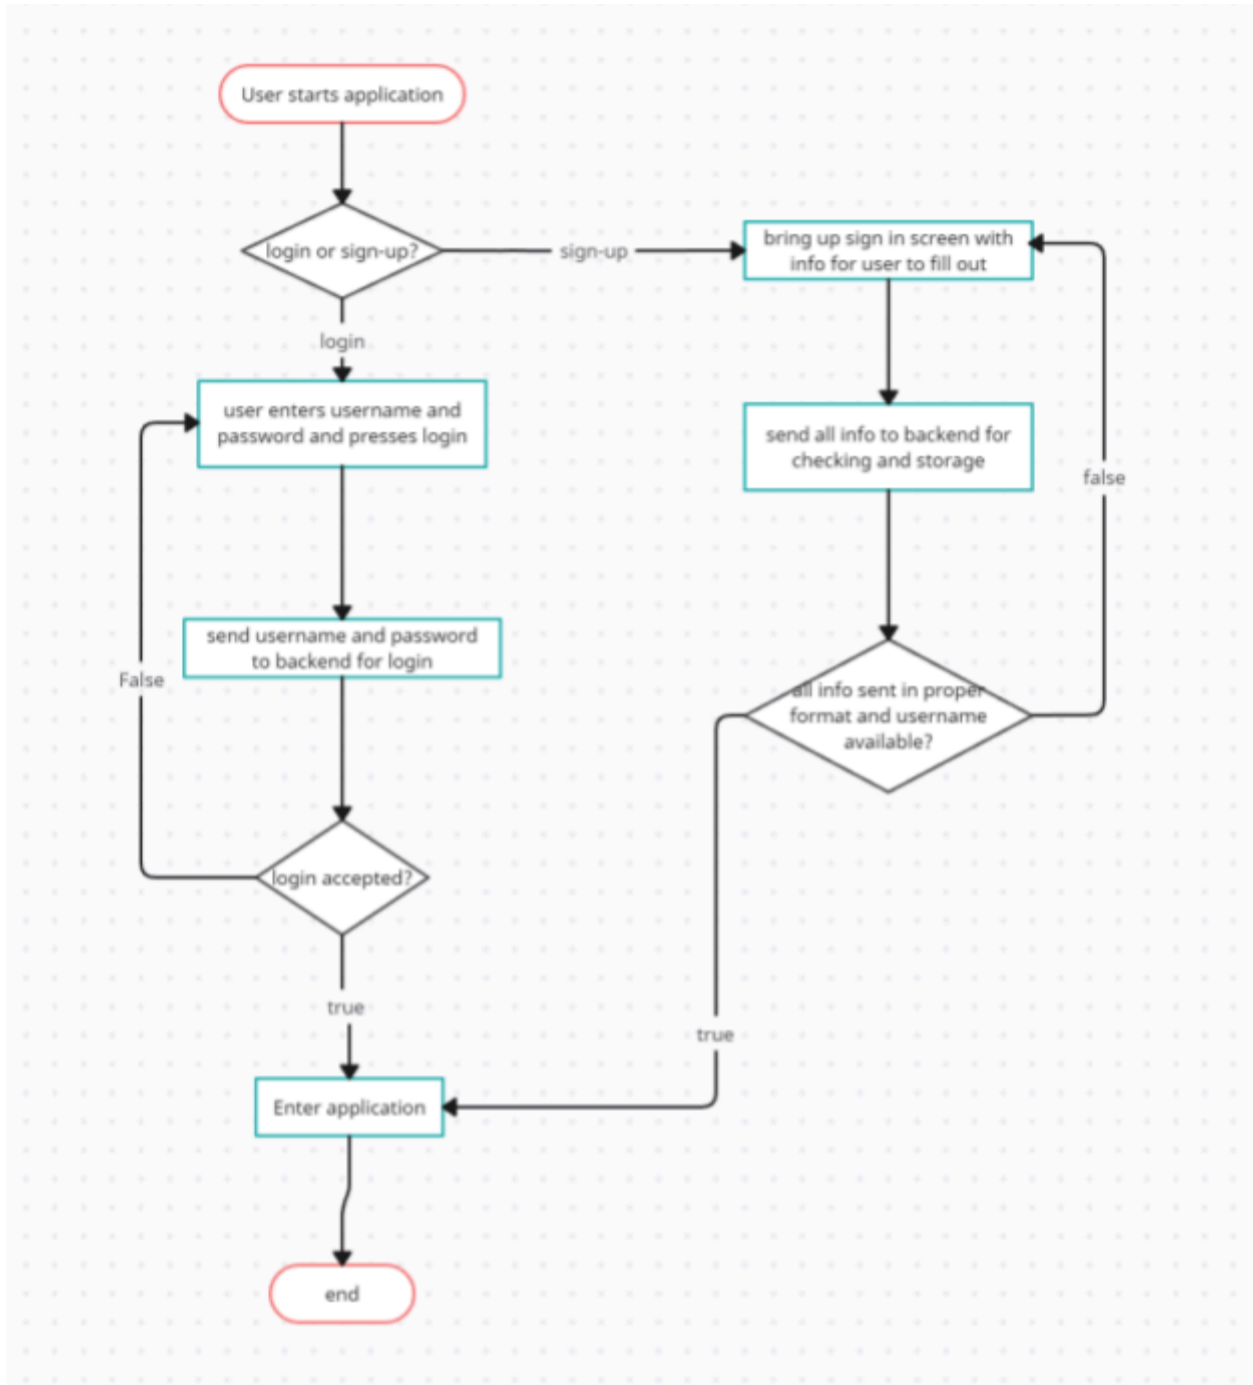 User starts application
login or sign-up?
sign-up
bring up sign in screen with
info for user to fill out
login
user enters username and
password and presses login
send all info to backend for
checking and storage
false
send username and password
to backend for login
False
all info sent in proper
format and username
available?
login accepted?
true
true
Enter application
end